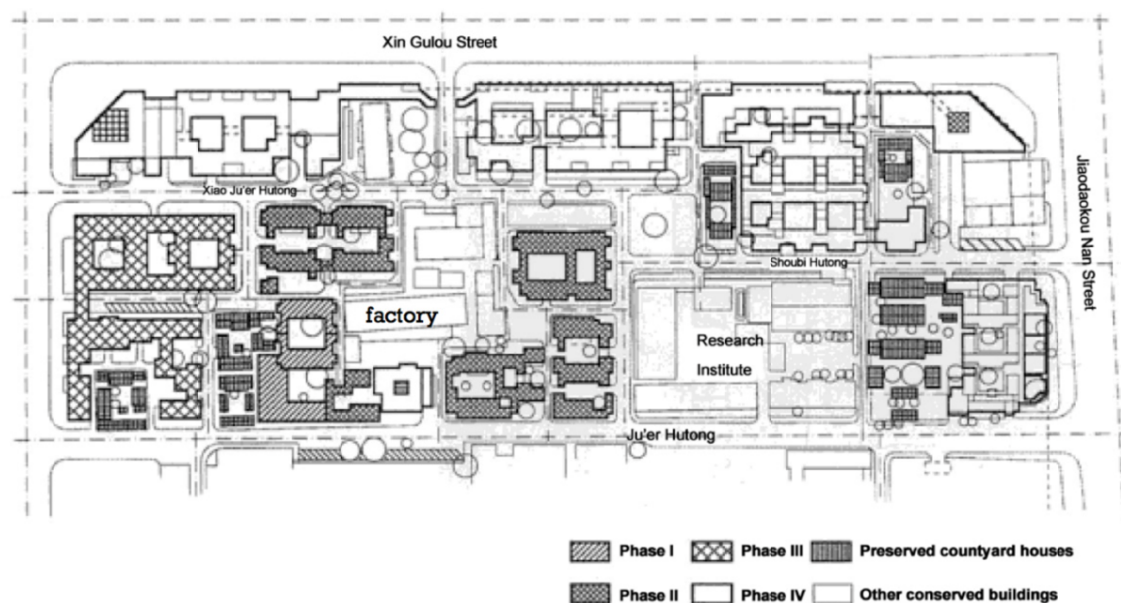 Xin Gulou Street
Xiao Ju'er Hutong
Jiaodaokou Nan Street
Shoubi Hutong
factory
Research
Institute
Ju'er Hutong
Phase I
Phase III
Preserved countyard houses
Phase II
Phase IV
Other conserved buildings